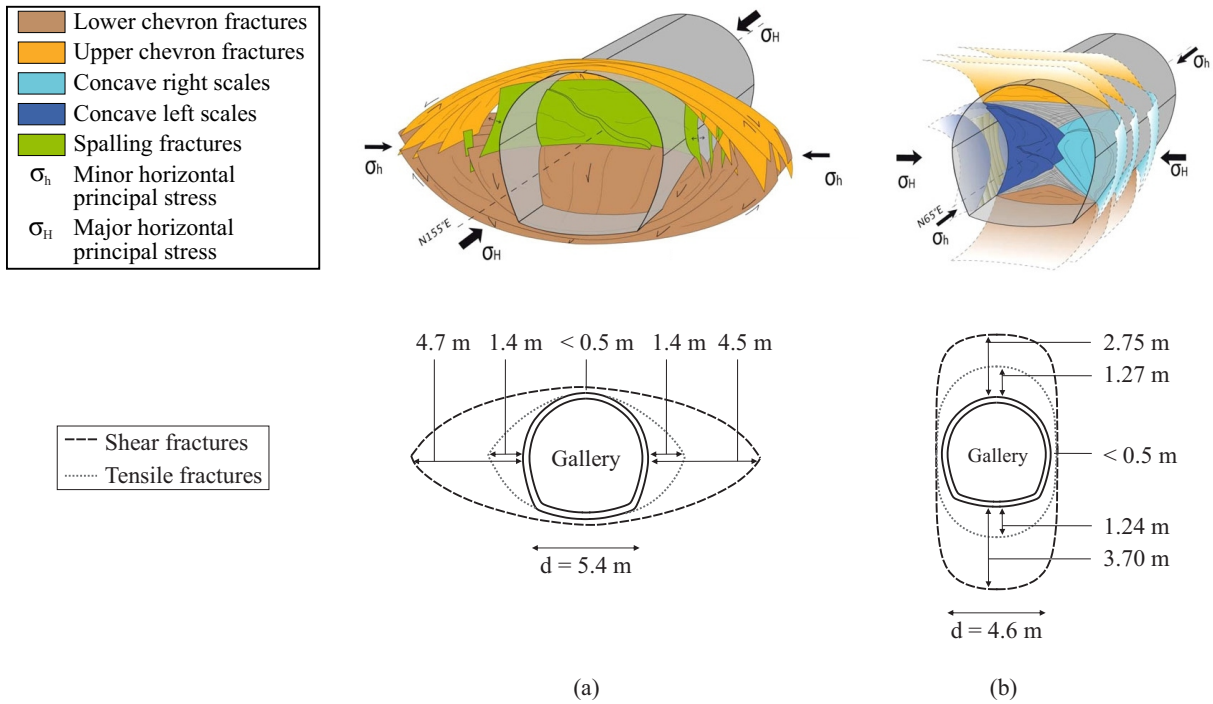 Lower chevron fractures
Upper chevron fractures
Concave right scales
Concave left scales
Spalling fractures
σh Minor horizontal
principal stress
σH Major horizontal
principal stress
σH
σh
σh
N155°E
σH
σh
σH
σH
N65°E
σh
4.7 m 1.4 m < 0.5 m 1.4 m 4.5 m
Gallery
d = 5.4 m
2.75 m
1.27 m
Gallery
< 0.5 m
1.24 m
3.70 m
d = 4.6 m
Shear fractures
Tensile fractures
(a) (b)